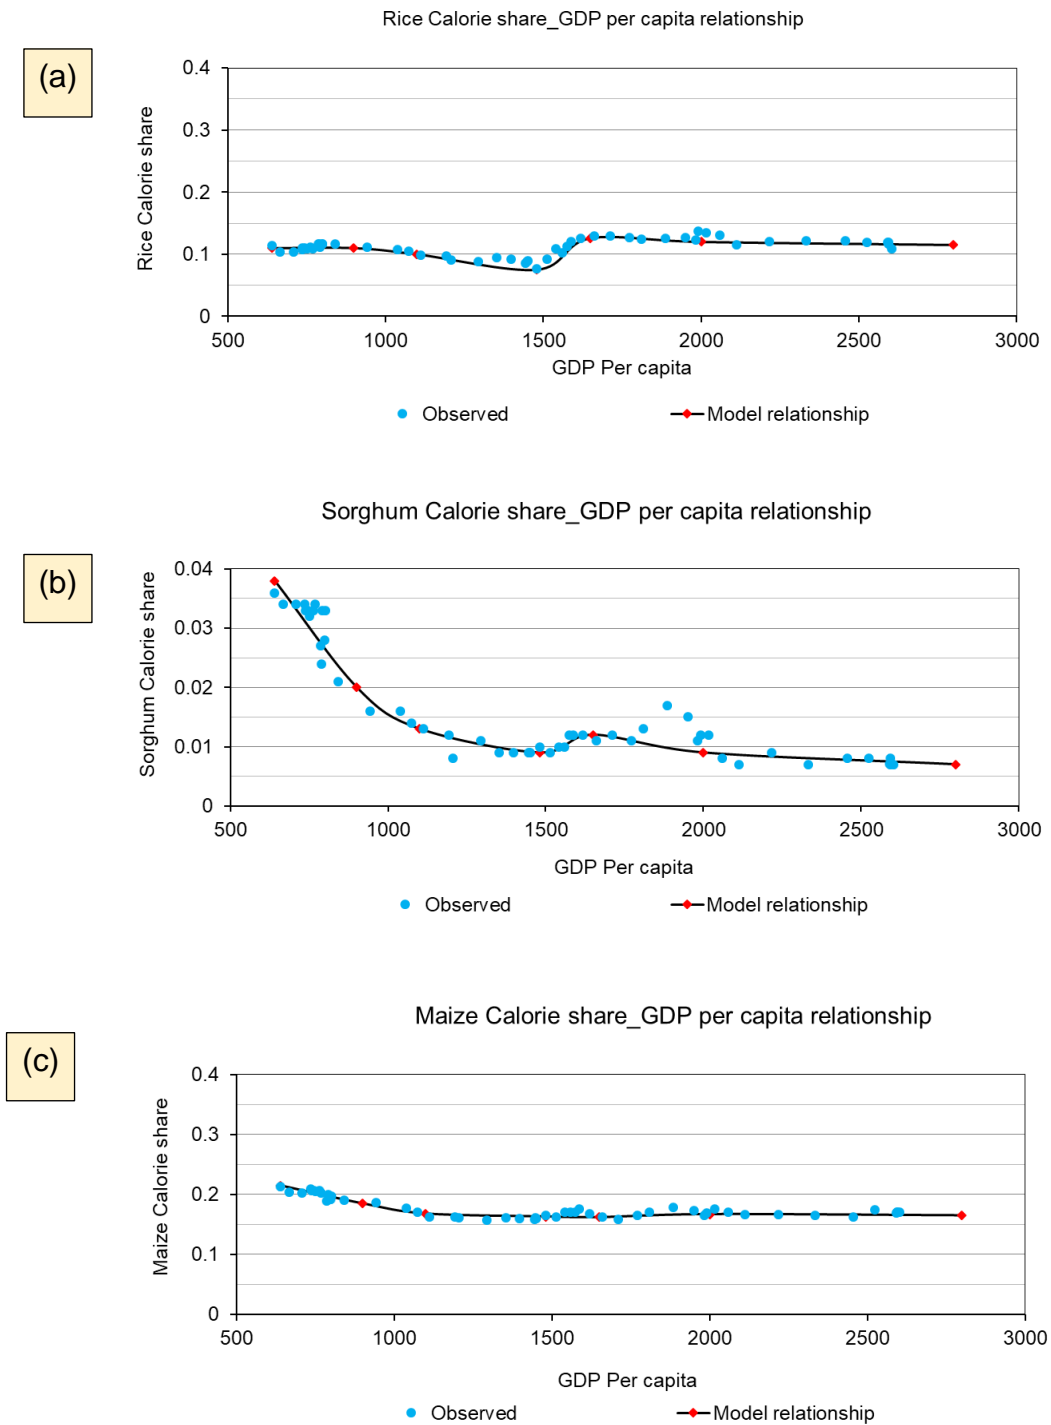 Rice Calorie share_GDP per capita relationship
(a)
Rice Calorie share
0.4
0.3
0.2
0.1
0
500 1000 1500 2000 2500 3000
GDP Per capita
Observed Model relationship
Sorghum Calorie share_GDP per capita relationship
(b)
Sorghum Calorie share
0.04
0.03
0.02
0.01
0
500 1000 1500 2000 2500 3000
GDP Per capita
Observed Model relationship
Maize Calorie share_GDP per capita relationship
(c)
Maize Calorie share
0.4
0.3
0.2
0.1
0
500 1000 1500 2000 2500 3000
GDP Per capita
Observed Model relationship